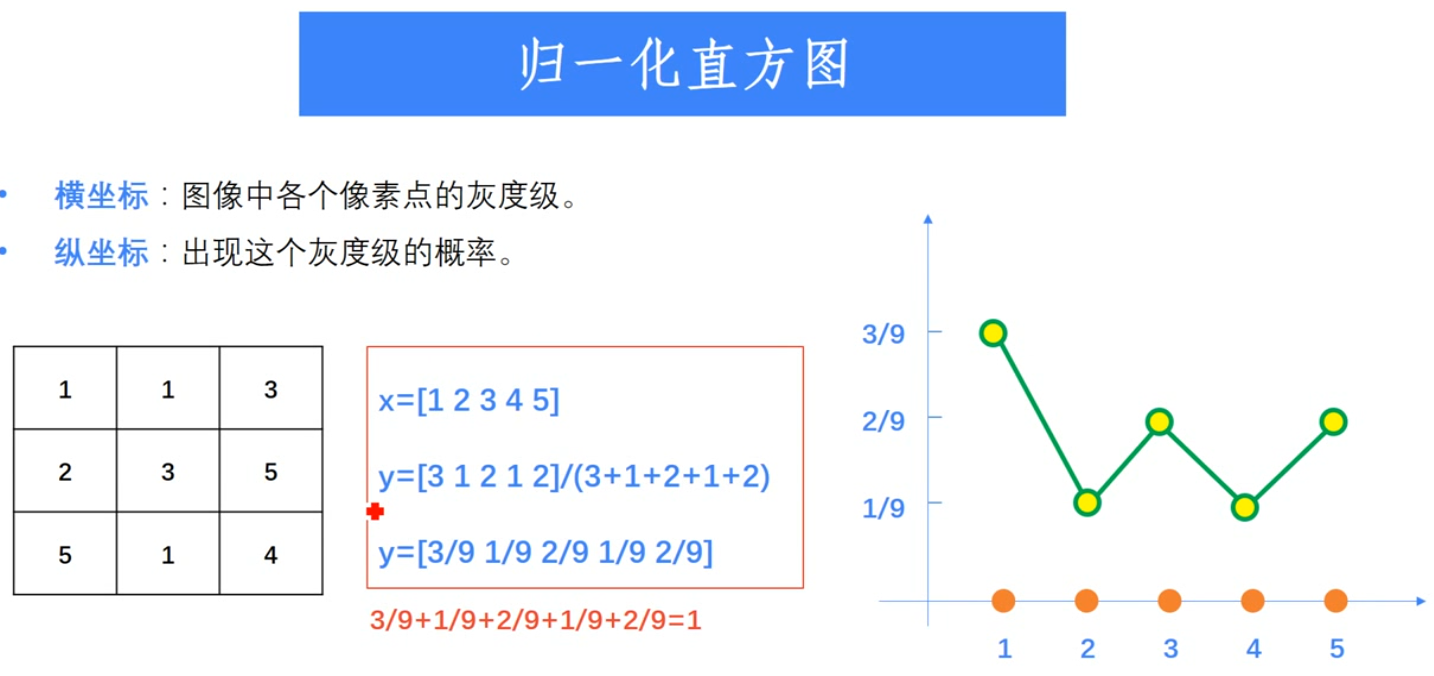 归一化直方图
• 横坐标：图像中各个像素点的灰度级。
• 纵坐标：出现这个灰度级的概率。
1 1 3
2 3 5
5 1 4
x=[1 2 3 4 5]
y=[3 1 2 1 2]/(3+1+2+1+2)
y=[3/9 1/9 2/9 1/9 2/9]
3/9+1/9+2/9+1/9+2/9=1
3/9
2/9
1/9
1 2 3 4 5